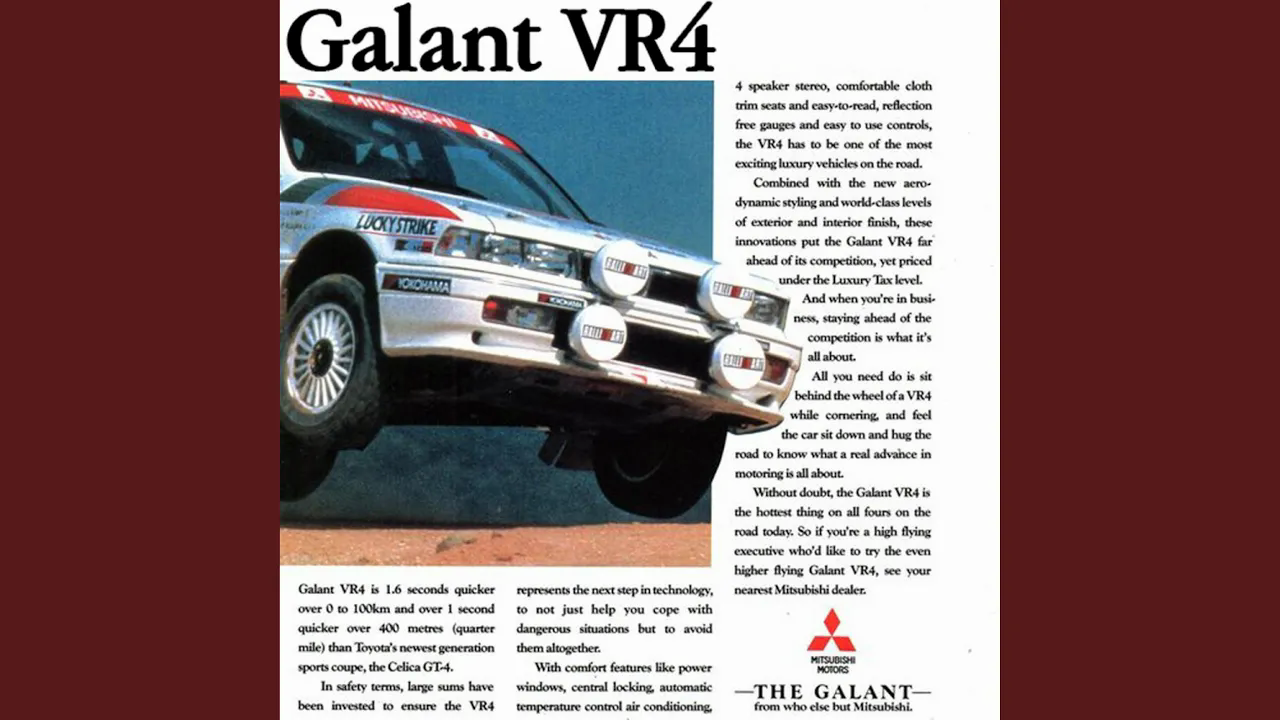 Galant VR4
MITSUBISHI
LUCKY STRIKE
YOKOHAMA
YOKOHAMA
Galant VR4 is 1.6 seconds quicker
over 0 to 100km and over 1 second
quicker over 400 metres (quarter
mile) than Toyota's newest generation
sports coupe, the Celica GT-4.
In safety terms, large sums have
been invested to ensure the VR4
represents the next step in technology,
to not just help you cope with
dangerous situations but to avoid
them altogether.
With comfort features like power
windows, central locking, automatic
temperature control air conditioning,
4 speaker stereo, comfortable cloth
trim seats and easy-to-read, reflection
free gauges and easy to use controls,
the VR4 has to be one of the most
exciting luxury vehicles on the road.
Combined with the new aero-
dynamic styling and world-class levels
of exterior and interior finish, these
innovations put the Galant VR4 far
ahead of its competition, yet priced
under the Luxury Tax level.
And when you're in busi-
ness, staying ahead of the
competition is what it's
all about.
All you need do is sit
behind the wheel of a VR4
while cornering, and feel
the car sit down and hug the
road to know what a real advance in
motoring is all about.
Without doubt, the Galant VR4 is
the hottest thing on all fours on the
road today. So if you're a high flying
executive who'd like to try the even
higher flying Galant VR4, see your
nearest Mitsubishi dealer.
MITSUBISHI
MOTORS
—THE GALANT—
from who else but Mitsubishi.